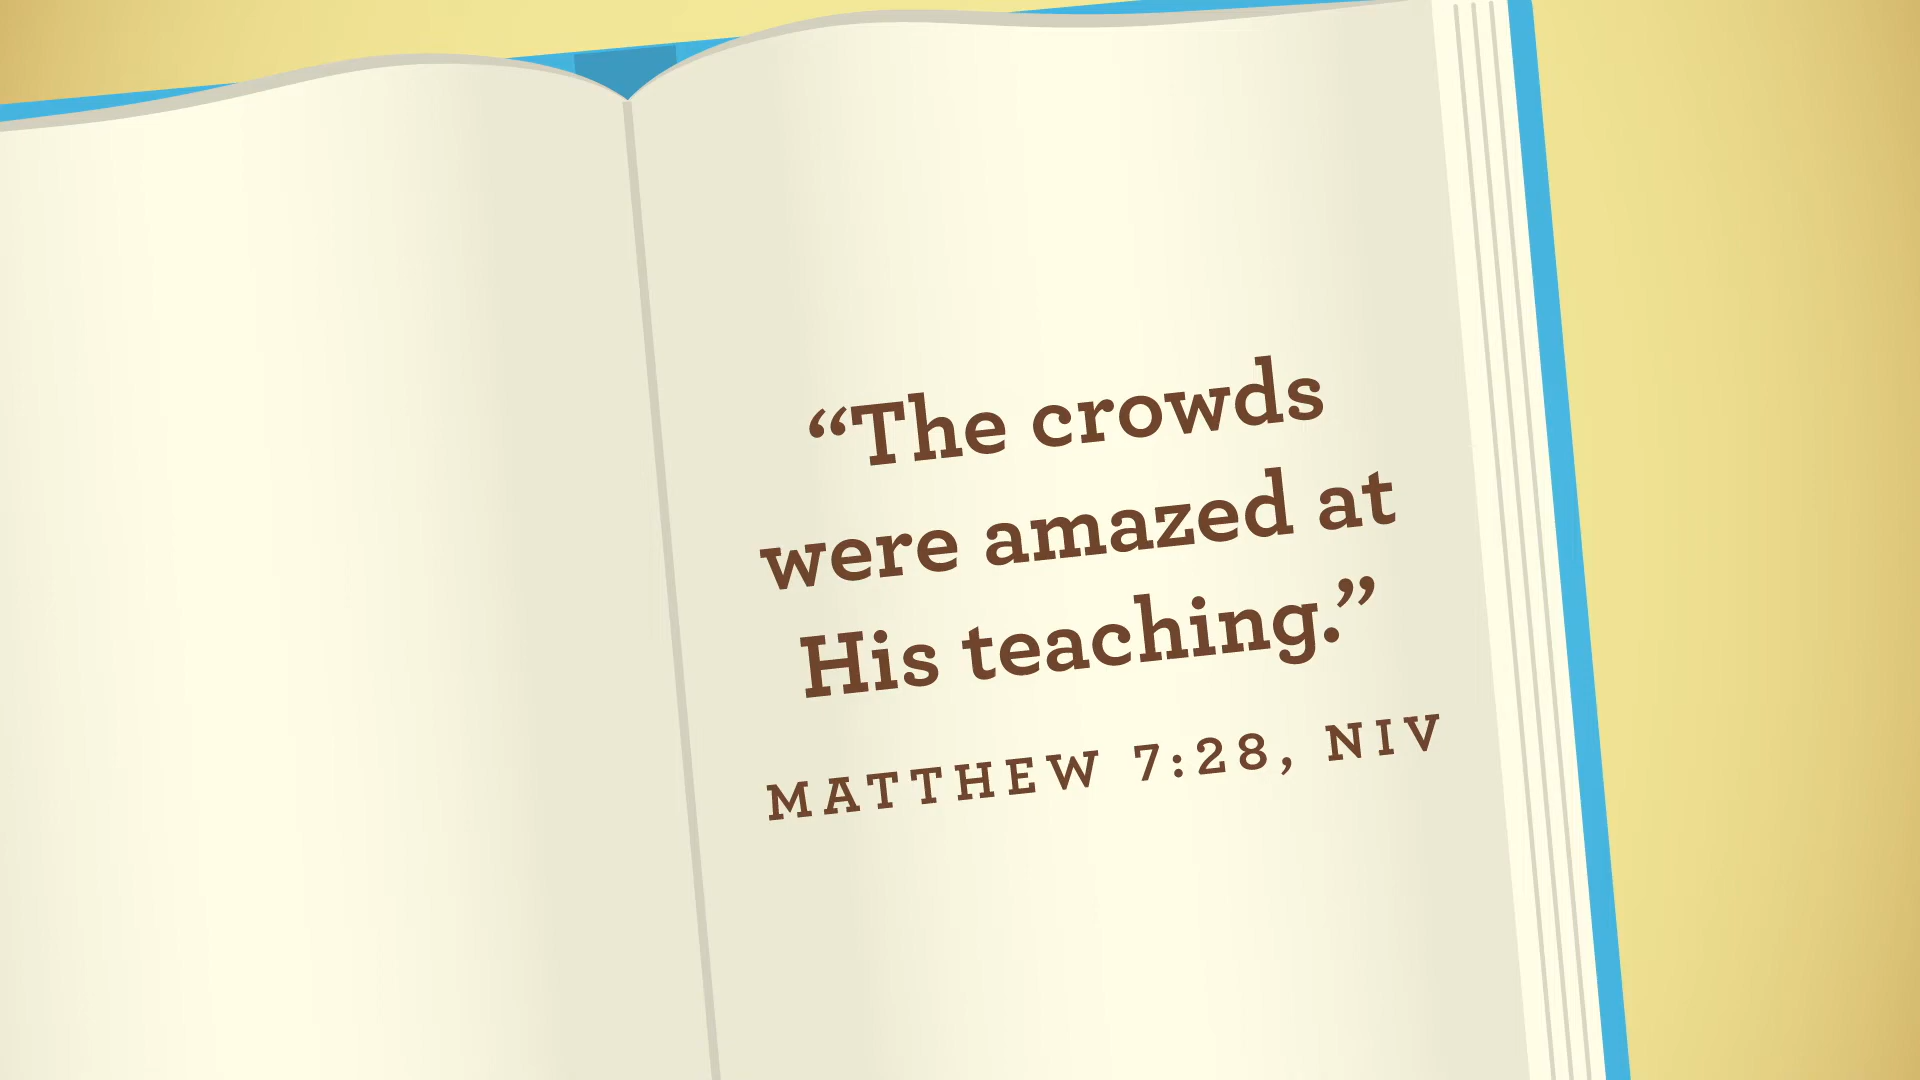 “The crowds
were amazed at
His teaching.”
MATTHEW 7:28, NIV